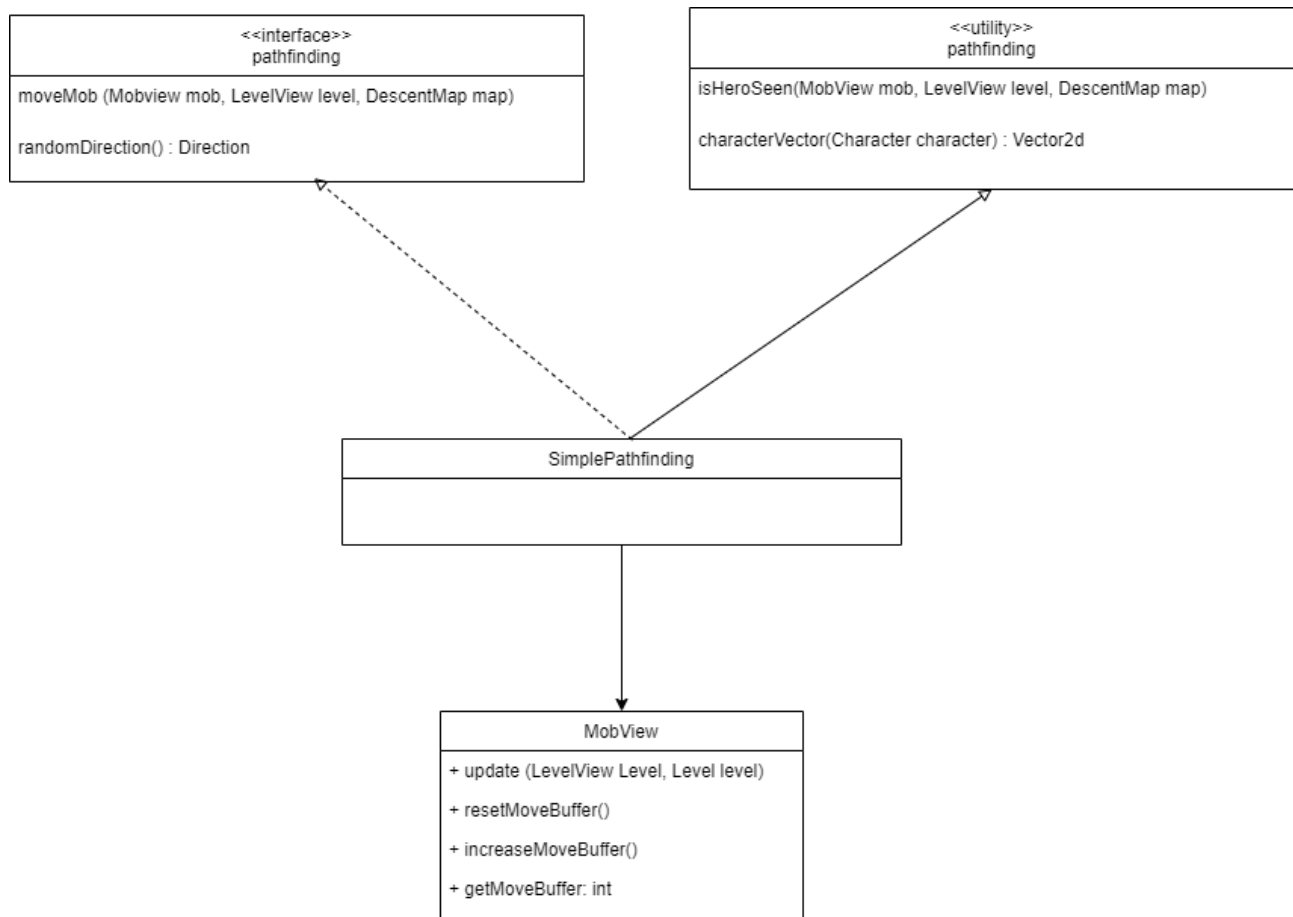 <<interface>>
pathfinding
moveMob (Mobview mob, LevelView level, DescentMap map)
randomDirection() : Direction
<<utility>>
pathfinding
isHeroSeen(MobView mob, LevelView level, DescentMap map)
characterVector(Character character) : Vector2d
SimplePathfinding
MobView
+ update (LevelView Level, Level level)
+ resetMoveBuffer()
+ increaseMoveBuffer()
+ getMoveBuffer: int